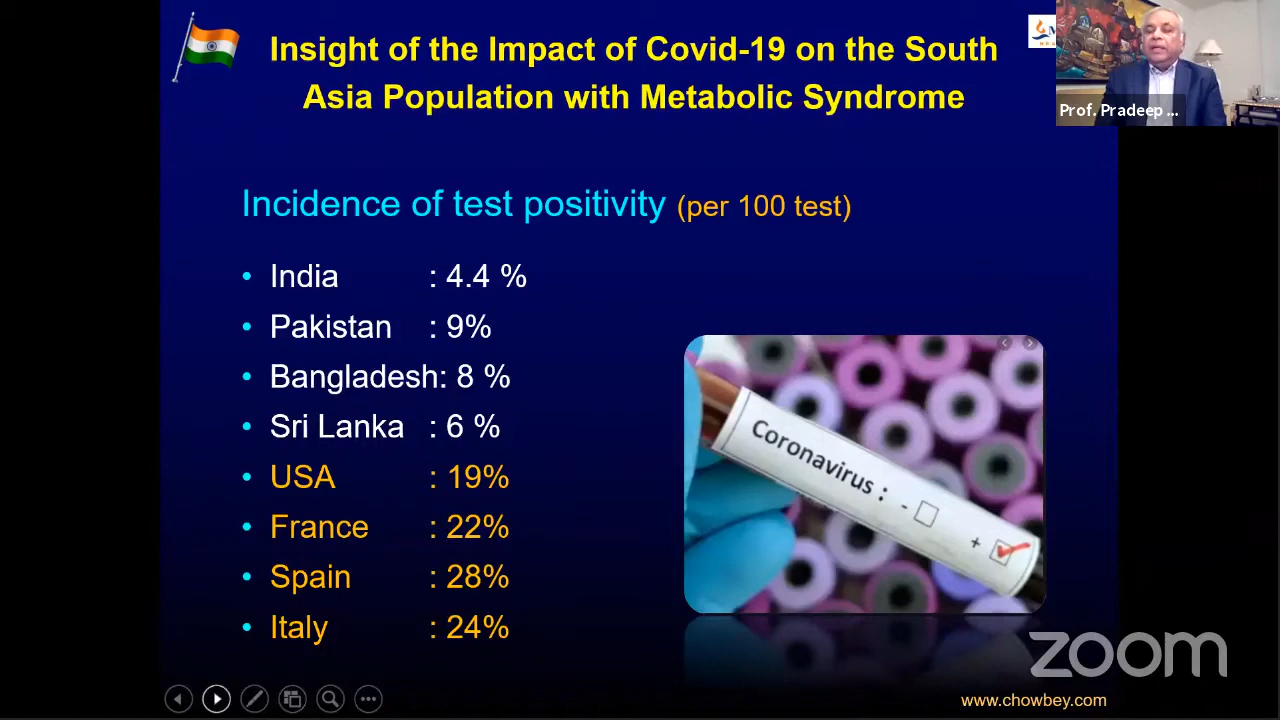 Insight of the Impact of Covid-19 on the South
Asia Population with Metabolic Syndrome
Prof. Pradeep ...
Incidence of test positivity (per 100 test)
• India : 4.4 %
• Pakistan : 9%
• Bangladesh: 8 %
• Sri Lanka : 6 %
• USA : 19%
• France : 22%
• Spain : 28%
• Italy : 24%
Coronavirus :
-
+
zoom
www.chowbey.com